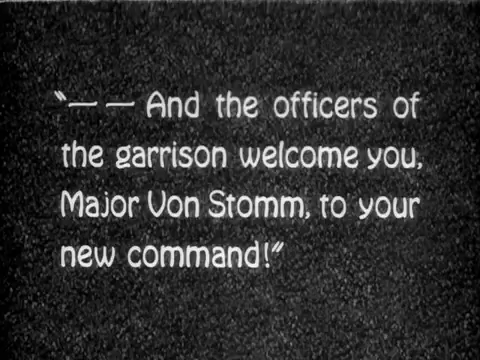 "—— And the officers of
the garrison welcome you,
Major Von Stomm, to your
new command!"